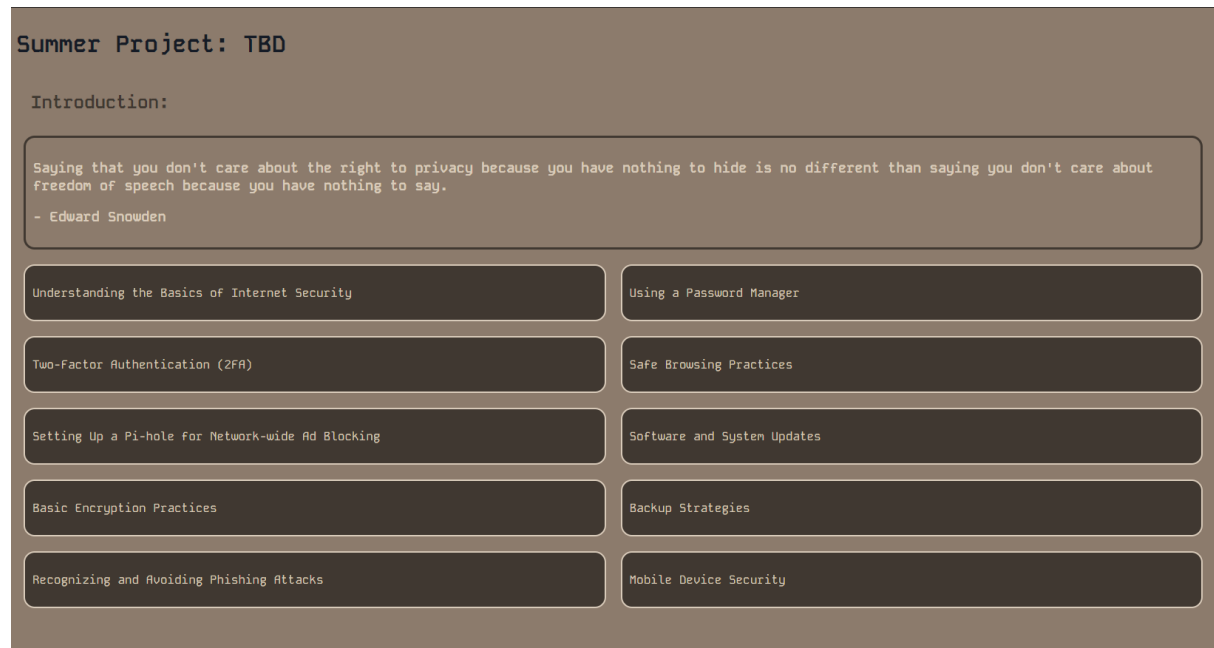 Summer Project: TBD
Introduction:
Saying that you don't care about the right to privacy because you have nothing to hide is no different than saying you don't care about
freedom of speech because you have nothing to say.
- Edward Snowden
Understanding the Basics of Internet Security
Using a Password Manager
Two-Factor Authentication (2FA)
Safe Browsing Practices
Setting Up a Pi-hole for Network-wide Ad Blocking
Software and System Updates
Basic Encryption Practices
Backup Strategies
Recognizing and Avoiding Phishing Attacks
Mobile Device Security